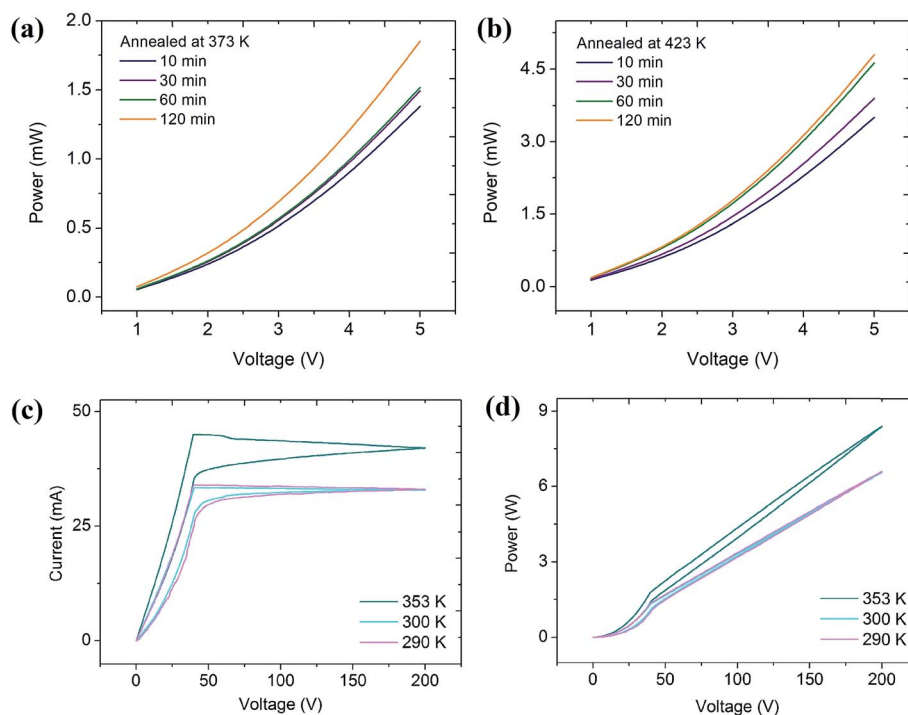 (a)
2.0
1.5
1.0
0.5
0.0
Power (mW)
Annealed at 373 K
10 min
30 min
60 min
120 min
1 2 3 4 5
Voltage (V)
(b)
4.5
3.0
1.5
0.0
Power (mW)
Annealed at 423 K
10 min
30 min
60 min
120 min
1 2 3 4 5
Voltage (V)
(c)
50
25
0
Current (mA)
353 K
300 K
290 K
0 50 100 150 200
Voltage (V)
(d)
9
6
3
0
Power (W)
353 K
300 K
290 K
0 50 100 150 200
Voltage (V)